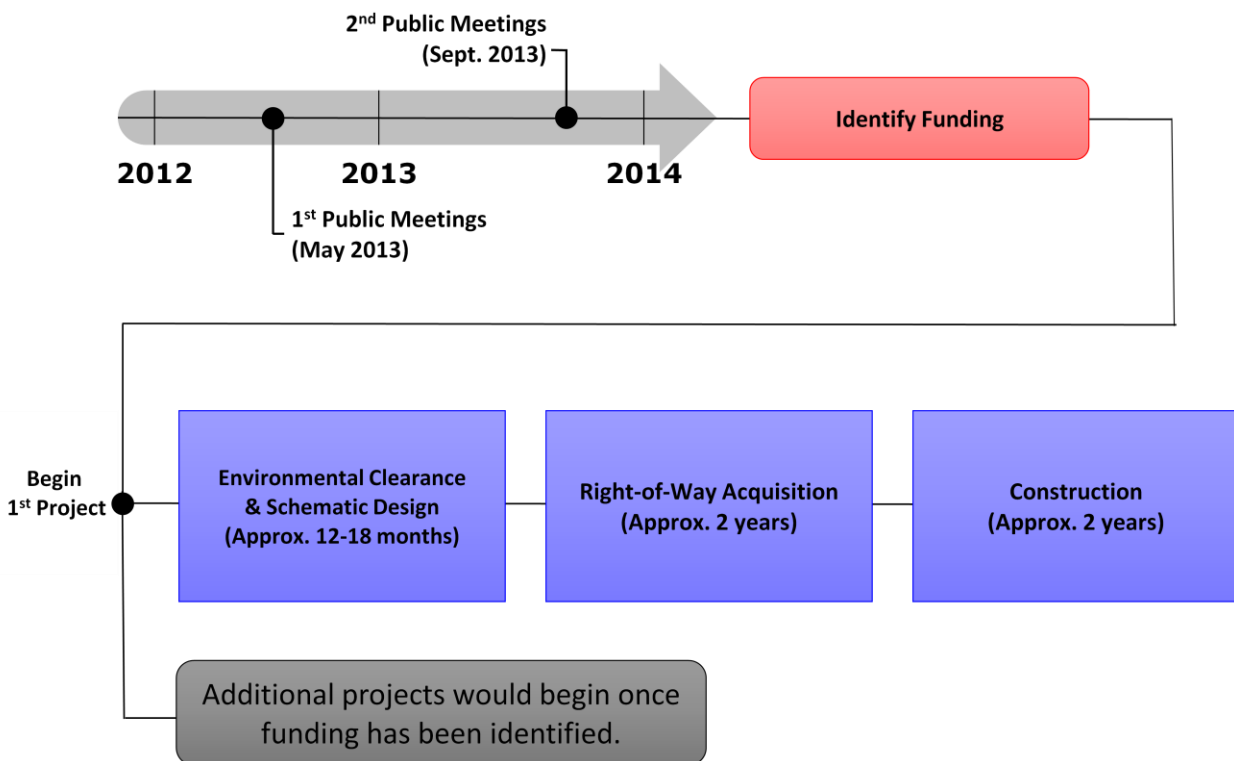 2nd Public Meetings
(Sept. 2013)
Identify Funding
2012
2013
2014
1st Public Meetings
(May 2013)
Begin
1st Project
Environmental Clearance
& Schematic Design
(Approx. 12-18 months)
Right-of-Way Acquisition
(Approx. 2 years)
Construction
(Approx. 2 years)
Additional projects would begin once
funding has been identified.